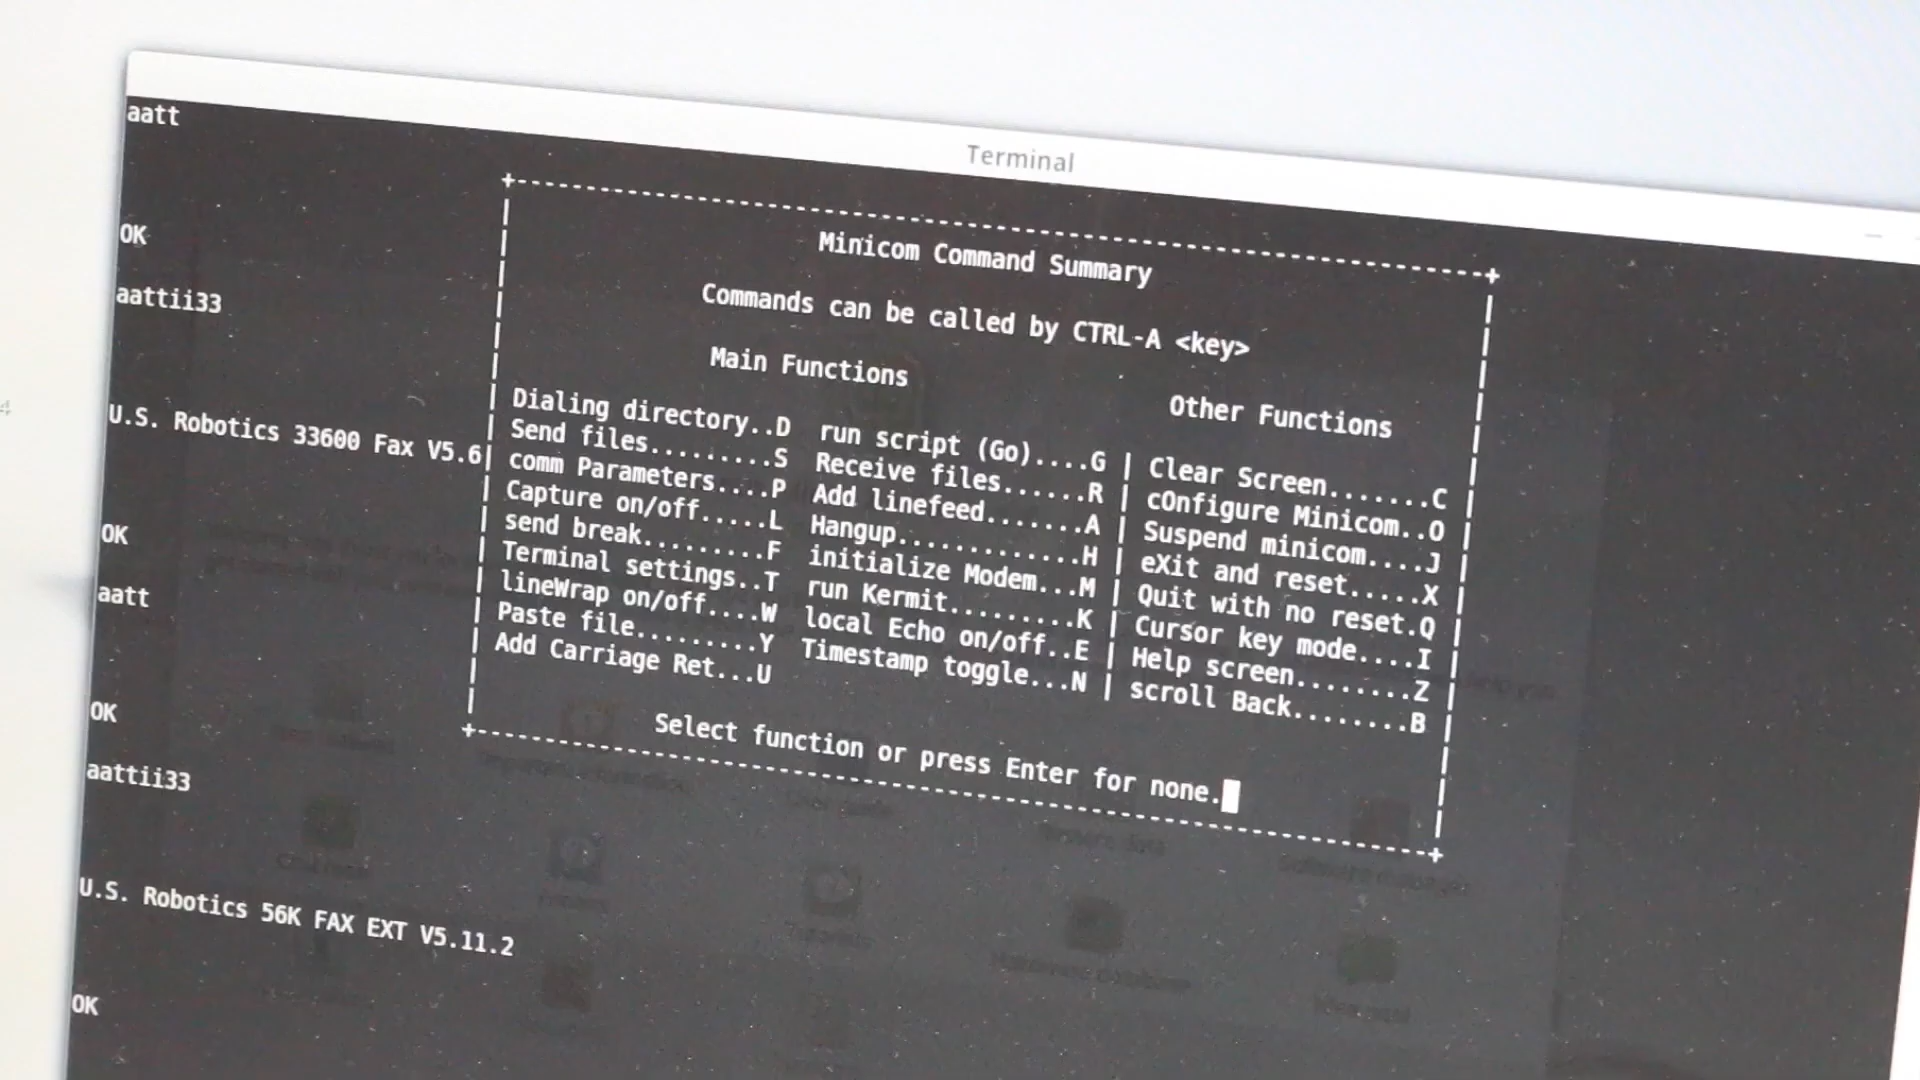 Terminal
aatt
OK
aattii33
U.S. Robotics 33600 Fax V5.6
OK
aatt
OK
aattii33
U.S. Robotics 56K FAX EXT V5.11.2
OK
Minicom Command Summary
Commands can be called by CTRL-A <key>
Main Functions Other Functions
Dialing directory..D run script (Go)....G | Clear Screen.......C
Send files.........S Receive files......R | cOnfigure Minicom..O
comm Parameters....P Add linefeed.......A | Suspend minicom....J
Capture on/off.....L Hangup.............H | eXit and reset.....X
send break.........F initialize Modem...M | Quit with no reset.Q
Terminal settings..T run Kermit.........K | Cursor key mode....I
lineWrap on/off....W local Echo on/off..E | Help screen........Z
Paste file.........Y Timestamp toggle...N | scroll Back........B
Add Carriage Ret...U
Select function or press Enter for none.